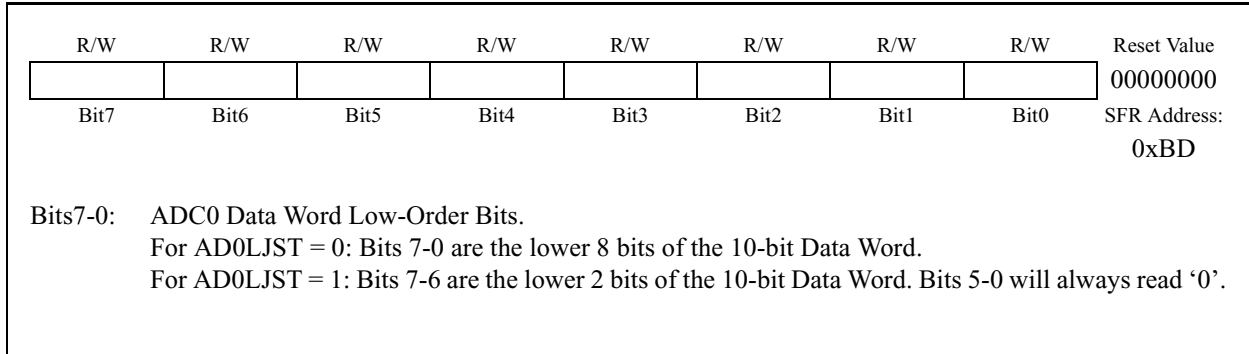 R/W R/W R/W R/W R/W R/W R/W R/W Reset Value
00000000
Bit7 Bit6 Bit5 Bit4 Bit3 Bit2 Bit1 Bit0 SFR Address:
0xBD
Bits7-0: ADC0 Data Word Low-Order Bits.
For AD0LJST = 0: Bits 7-0 are the lower 8 bits of the 10-bit Data Word.
For AD0LJST = 1: Bits 7-6 are the lower 2 bits of the 10-bit Data Word. Bits 5-0 will always read ‘0’.